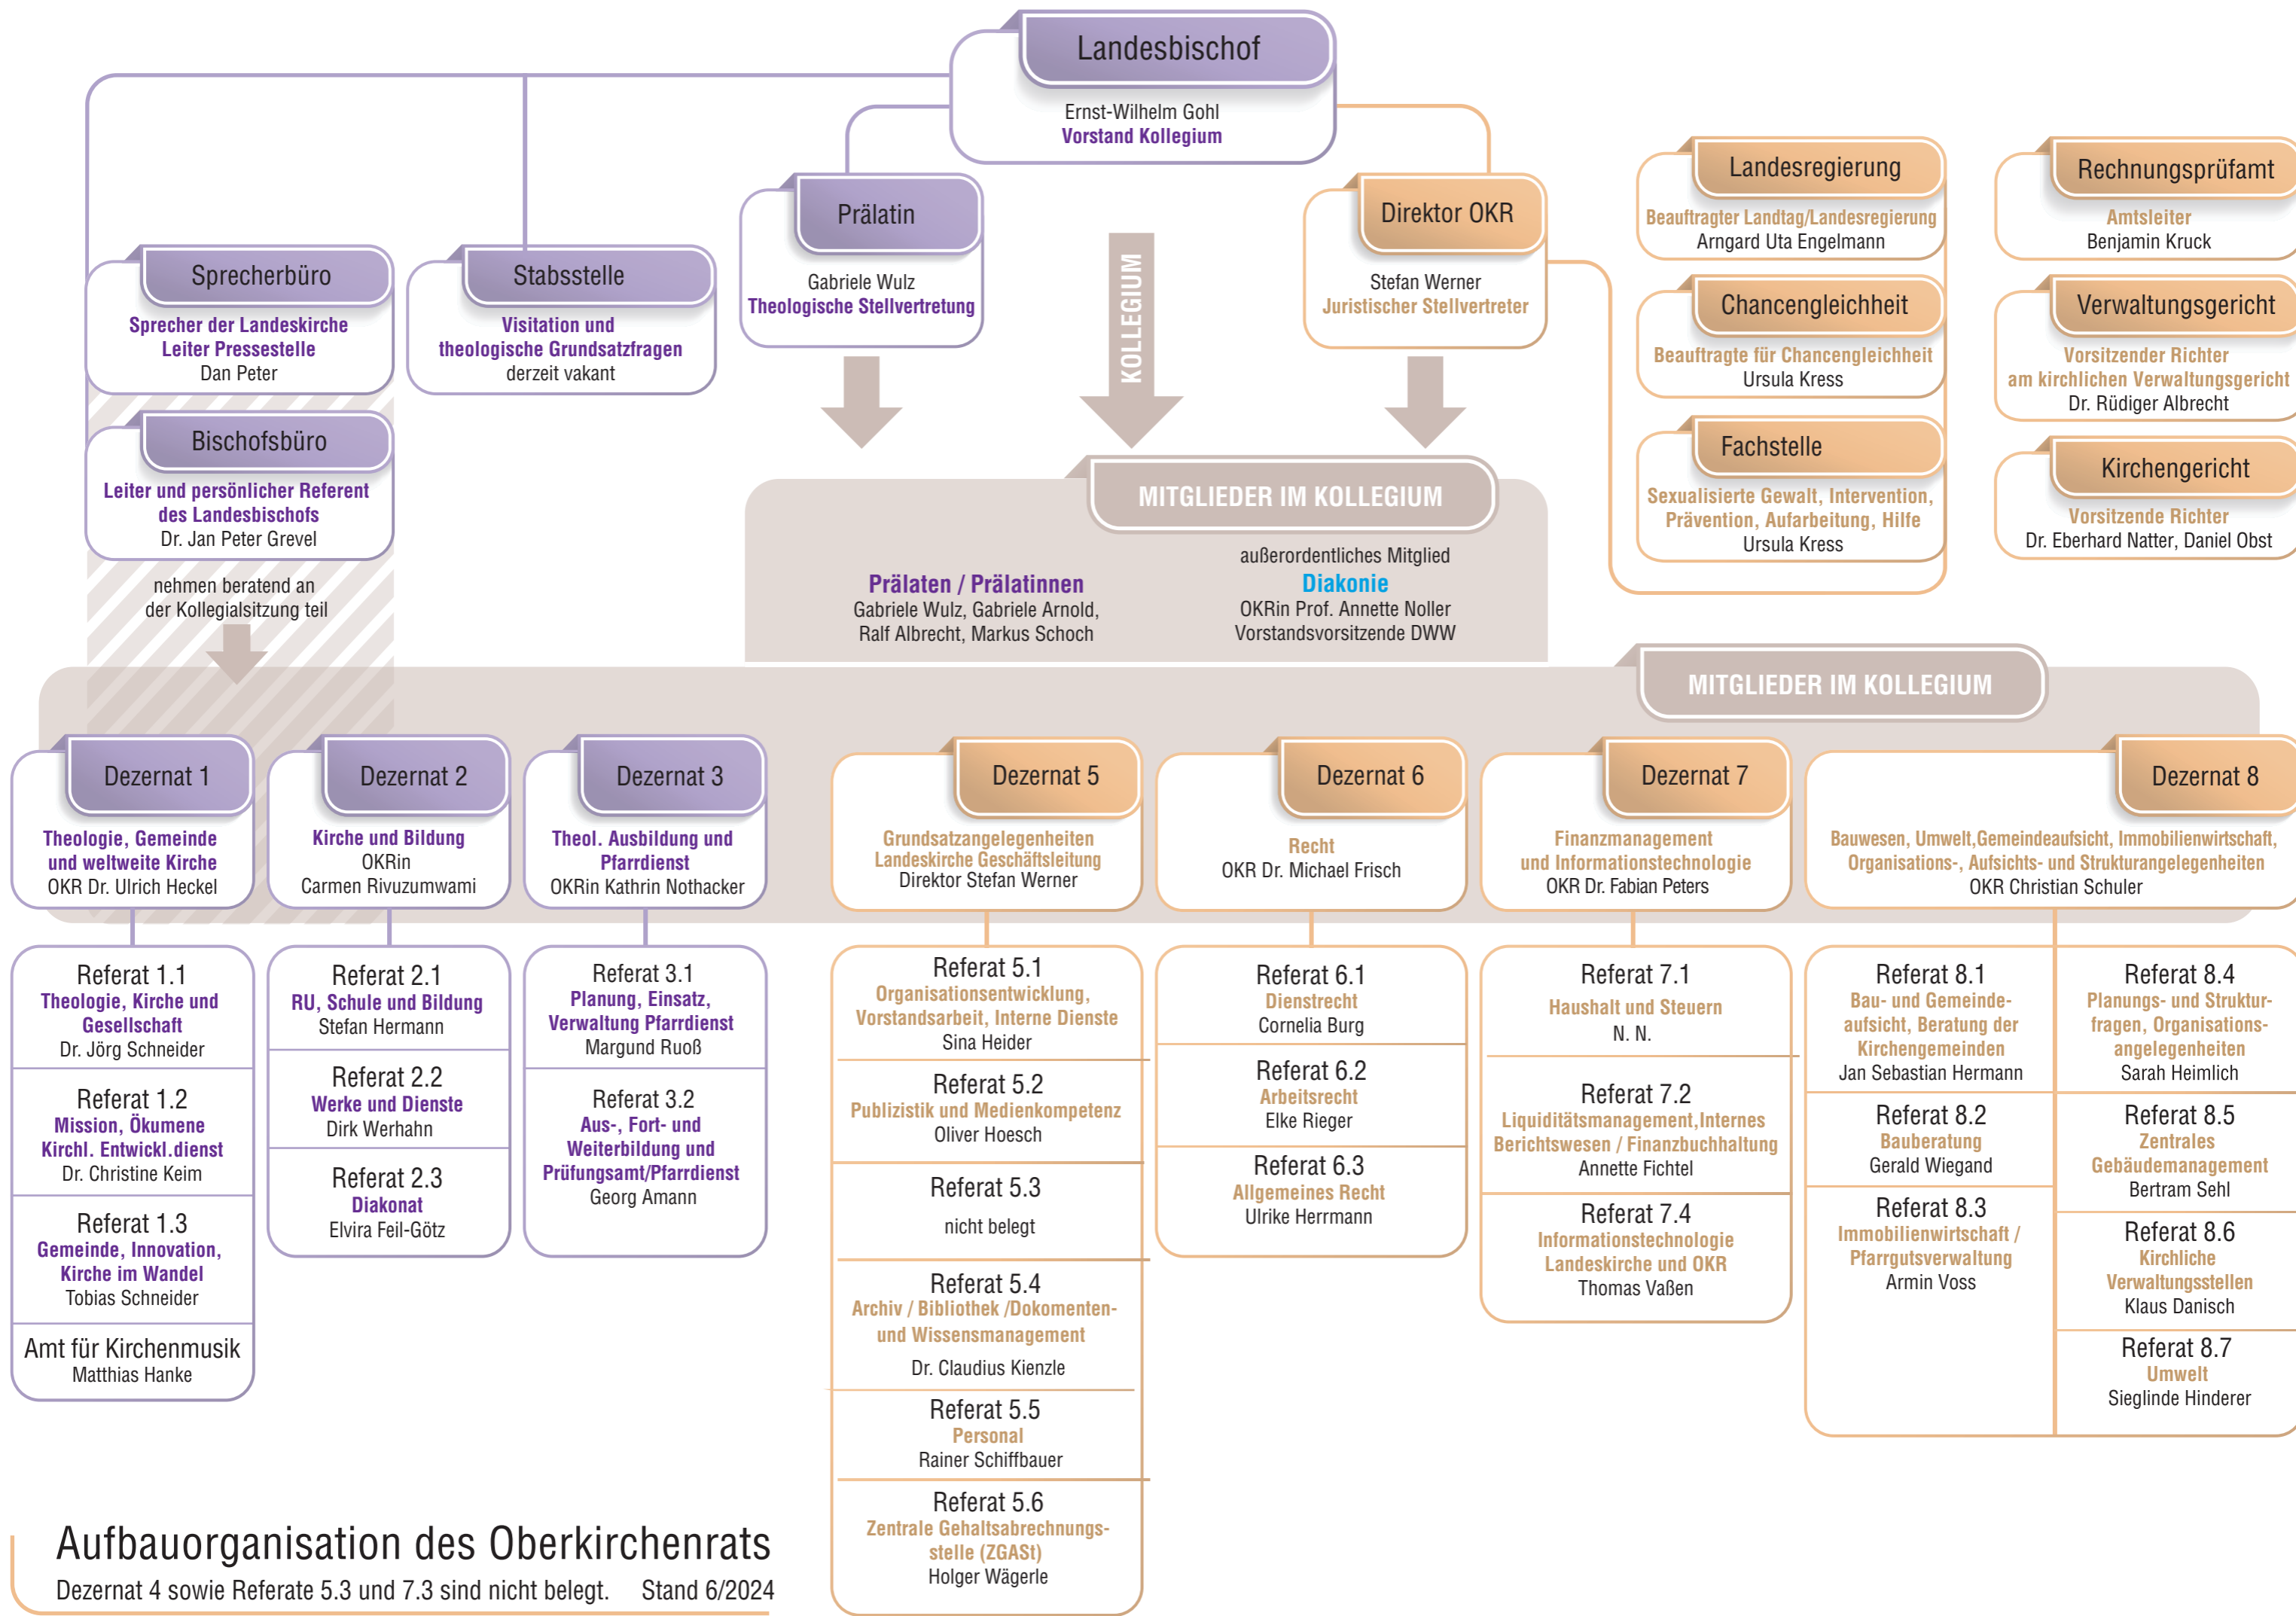 Landesbischof
Ernst-Wilhelm Gohl
Vorstand Kollegium
Prälatin
Gabriele Wulz
Theologische Stellvertretung
Direktor OKR
Stefan Werner
Juristischer Stellvertreter
KOLLEGIUM
Sprecherbüro
Sprecher der Landeskirche
Leiter Pressestelle
Dan Peter
Stabsstelle
Visitation und
theologische Grundsatzfragen
derzeit vakant
Bischofsbüro
Leiter und persönlicher Referent
des Landesbischofs
Dr. Jan Peter Grevel
nehmen beratend an
der Kollegialsitzung teil
Landesregierung
Beauftragter Landtag/Landesregierung
Arngard Uta Engelmann
Chancengleichheit
Beauftragte für Chancengleichheit
Ursula Kress
Fachstelle
Sexualisierte Gewalt, Intervention,
Prävention, Aufarbeitung, Hilfe
Ursula Kress
Rechnungsprüfamt
Amtsleiter
Benjamin Kruck
Verwaltungsgericht
Vorsitzender Richter
am kirchlichen Verwaltungsgericht
Dr. Rüdiger Albrecht
Kirchengericht
Vorsitzende Richter
Dr. Eberhard Natter, Daniel Obst
MITGLIEDER IM KOLLEGIUM
Prälaten / Prälatinnen
Gabriele Wulz, Gabriele Arnold,
Ralf Albrecht, Markus Schoch
außerordentliches Mitglied
Diakonie
OKRin Prof. Annette Noller
Vorstandsvorsitzende DWW
MITGLIEDER IM KOLLEGIUM
Dezernat 1
Theologie, Gemeinde
und weltweite Kirche
OKR Dr. Ulrich Heckel
Dezernat 2
Kirche und Bildung
OKRin
Carmen Rivuzumwami
Dezernat 3
Theol. Ausbildung und
Pfarrdienst
OKRin Kathrin Nothacker
Dezernat 5
Grundsatzangelegenheiten
Landeskirche Geschäftsleitung
Direktor Stefan Werner
Dezernat 6
Recht
OKR Dr. Michael Frisch
Dezernat 7
Finanzmanagement
und Informationstechnologie
OKR Dr. Fabian Peters
Dezernat 8
Bauwesen, Umwelt,Gemeindeaufsicht, Immobilienwirtschaft,
Organisations-, Aufsichts- und Strukturangelegenheiten
OKR Christian Schuler
Referat 1.1
Theologie, Kirche und
Gesellschaft
Dr. Jörg Schneider
Referat 1.2
Mission, Ökumene
Kirchl. Entwickl.dienst
Dr. Christine Keim
Referat 1.3
Gemeinde, Innovation,
Kirche im Wandel
Tobias Schneider
Amt für Kirchenmusik
Matthias Hanke
Referat 2.1
RU, Schule und Bildung
Stefan Hermann
Referat 2.2
Werke und Dienste
Dirk Werhahn
Referat 2.3
Diakonat
Elvira Feil-Götz
Referat 3.1
Planung, Einsatz,
Verwaltung Pfarrdienst
Margund Ruoß
Referat 3.2
Aus-, Fort- und
Weiterbildung und
Prüfungsamt/Pfarrdienst
Georg Amann
Referat 5.1
Organisationsentwicklung,
Vorstandsarbeit, Interne Dienste
Sina Heider
Referat 5.2
Publizistik und Medienkompetenz
Oliver Hoesch
Referat 5.3
nicht belegt
Referat 5.4
Archiv / Bibliothek /Dokomenten-
und Wissensmanagement
Dr. Claudius Kienzle
Referat 5.5
Personal
Rainer Schiffbauer
Referat 5.6
Zentrale Gehaltsabrechnungs-
stelle (ZGASt)
Holger Wägerle
Referat 6.1
Dienstrecht
Cornelia Burg
Referat 6.2
Arbeitsrecht
Elke Rieger
Referat 6.3
Allgemeines Recht
Ulrike Herrmann
Referat 7.1
Haushalt und Steuern
N. N.
Referat 7.2
Liquiditätsmanagement,Internes
Berichtswesen / Finanzbuchhaltung
Annette Fichtel
Referat 7.4
Informationstechnologie
Landeskirche und OKR
Thomas Vaßen
Referat 8.1
Bau- und Gemeinde-
aufsicht, Beratung der
Kirchengemeinden
Jan Sebastian Hermann
Referat 8.2
Bauberatung
Gerald Wiegand
Referat 8.3
Immobilienwirtschaft /
Pfarrgutsverwaltung
Armin Voss
Referat 8.4
Planungs- und Struktur-
fragen, Organisations-
angelegenheiten
Sarah Heimlich
Referat 8.5
Zentrales
Gebäudemanagement
Bertram Sehl
Referat 8.6
Kirchliche
Verwaltungsstellen
Klaus Danisch
Referat 8.7
Umwelt
Sieglinde Hinderer
Aufbauorganisation des Oberkirchenrats
Dezernat 4 sowie Referate 5.3 und 7.3 sind nicht belegt. Stand 6/2024